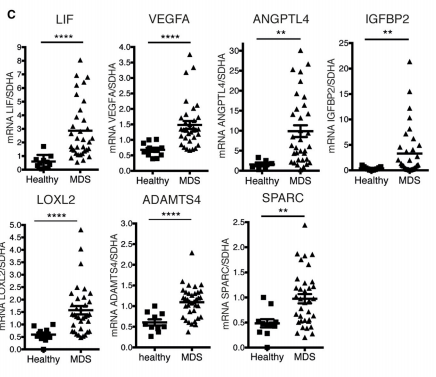 C
LIF
VEGFA
ANGPTL4
IGFBP2
****
****
**
**
mRNA LIF/SDHA
9
8
7
6
5
4
3
2
1
0
Healthy MDS
mRNA VEGFA/SDHA
4.0
3.5
3.0
2.5
2.0
1.5
1.0
0.5
0.0
Healthy MDS
mRNA ANGPTL4/SDHA
30
25
20
15
10
5
0
Healthy MDS
mRNA IGFBP2/SDHA
25
20
15
10
5
0
Healthy MDS
LOXL2
ADAMTS4
SPARC
****
****
**
mRNA LOXL2/SDHA
5.0
4.5
4.0
3.5
3.0
2.5
2.0
1.5
1.0
0.5
0.0
Healthy MDS
mRNA ADAMTS4/SDHA
3.0
2.5
2.0
1.5
1.0
0.5
0.0
healthy MDS
mRNA SPARC/SDHA
2.5
2.0
1.5
1.0
0.5
0.0
Healthy MDS